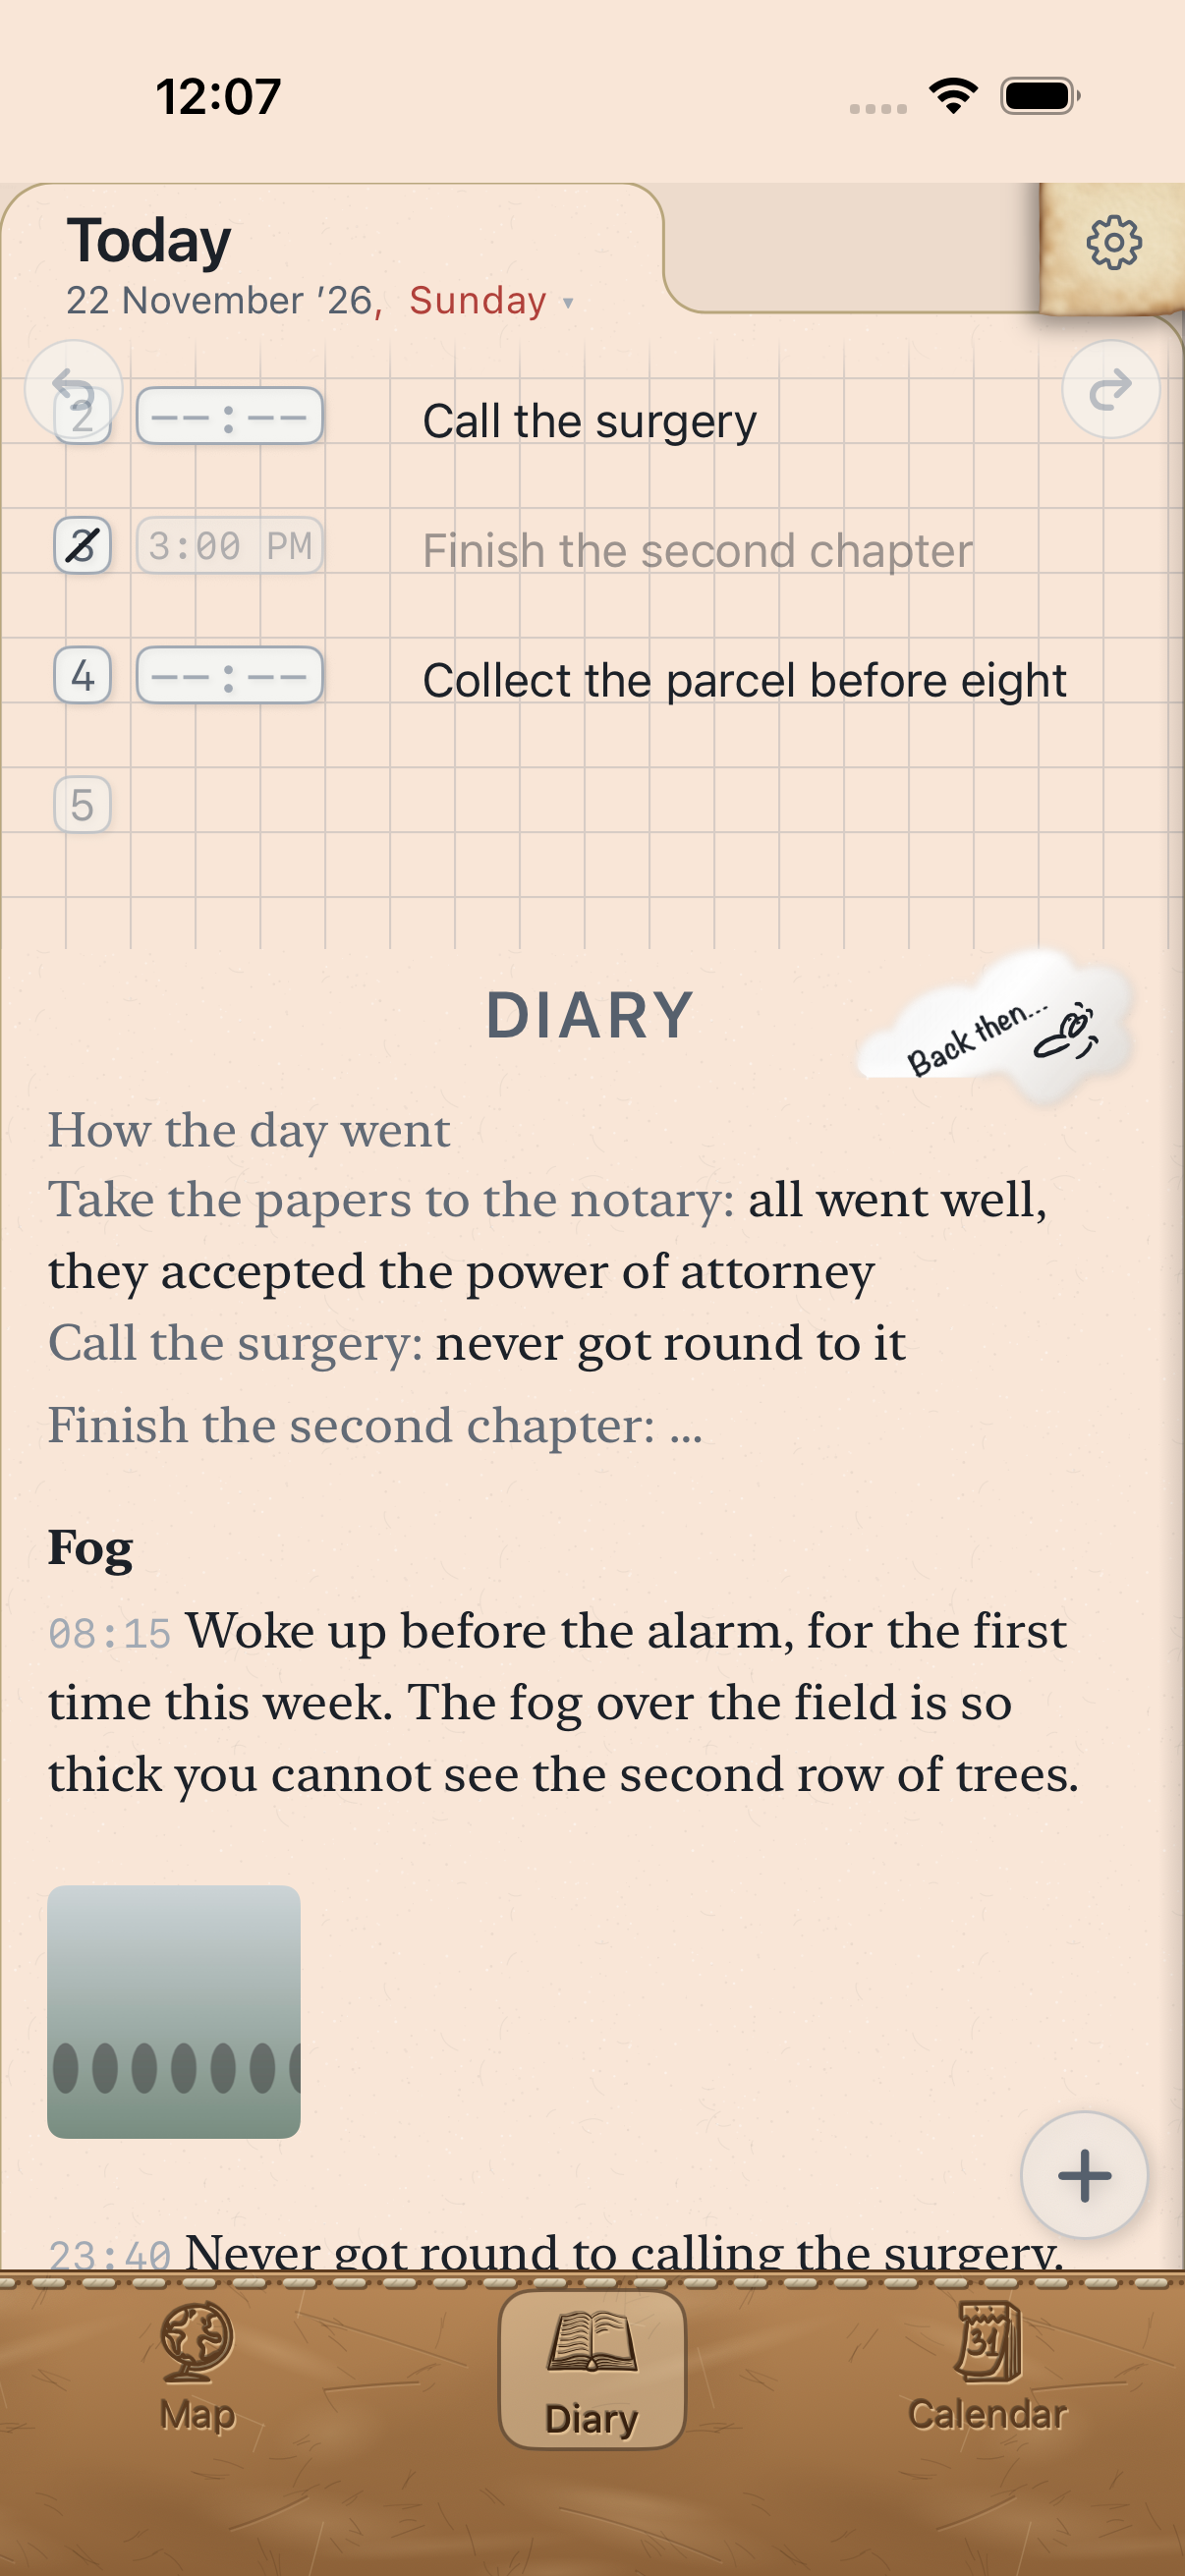 12:07
Today
22 November ’26, Sunday ▾
2 --:-- Call the surgery
3 3:00 PM Finish the second chapter
4 --:-- Collect the parcel before eight
5
DIARY
Back then...
How the day went
Take the papers to the notary: all went well,
they accepted the power of attorney
Call the surgery: never got round to it
Finish the second chapter: ...
Fog
08:15 Woke up before the alarm, for the first
time this week. The fog over the field is so
thick you cannot see the second row of trees.
23:40 Never got round to calling the surgery.
31
Map
Diary
Calendar